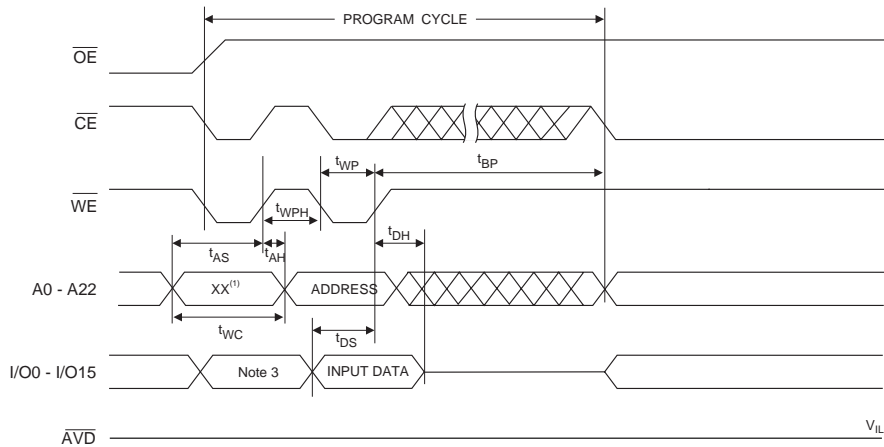 PROGRAM CYCLE
OE
CE
tWP
tBP
WE
tWPH
tDH
tAS
tAH
A0 - A22
XX(1)
ADDRESS
tWC
tDS
I/O0 - I/O15
Note 3
INPUT DATA
AVD
VIL